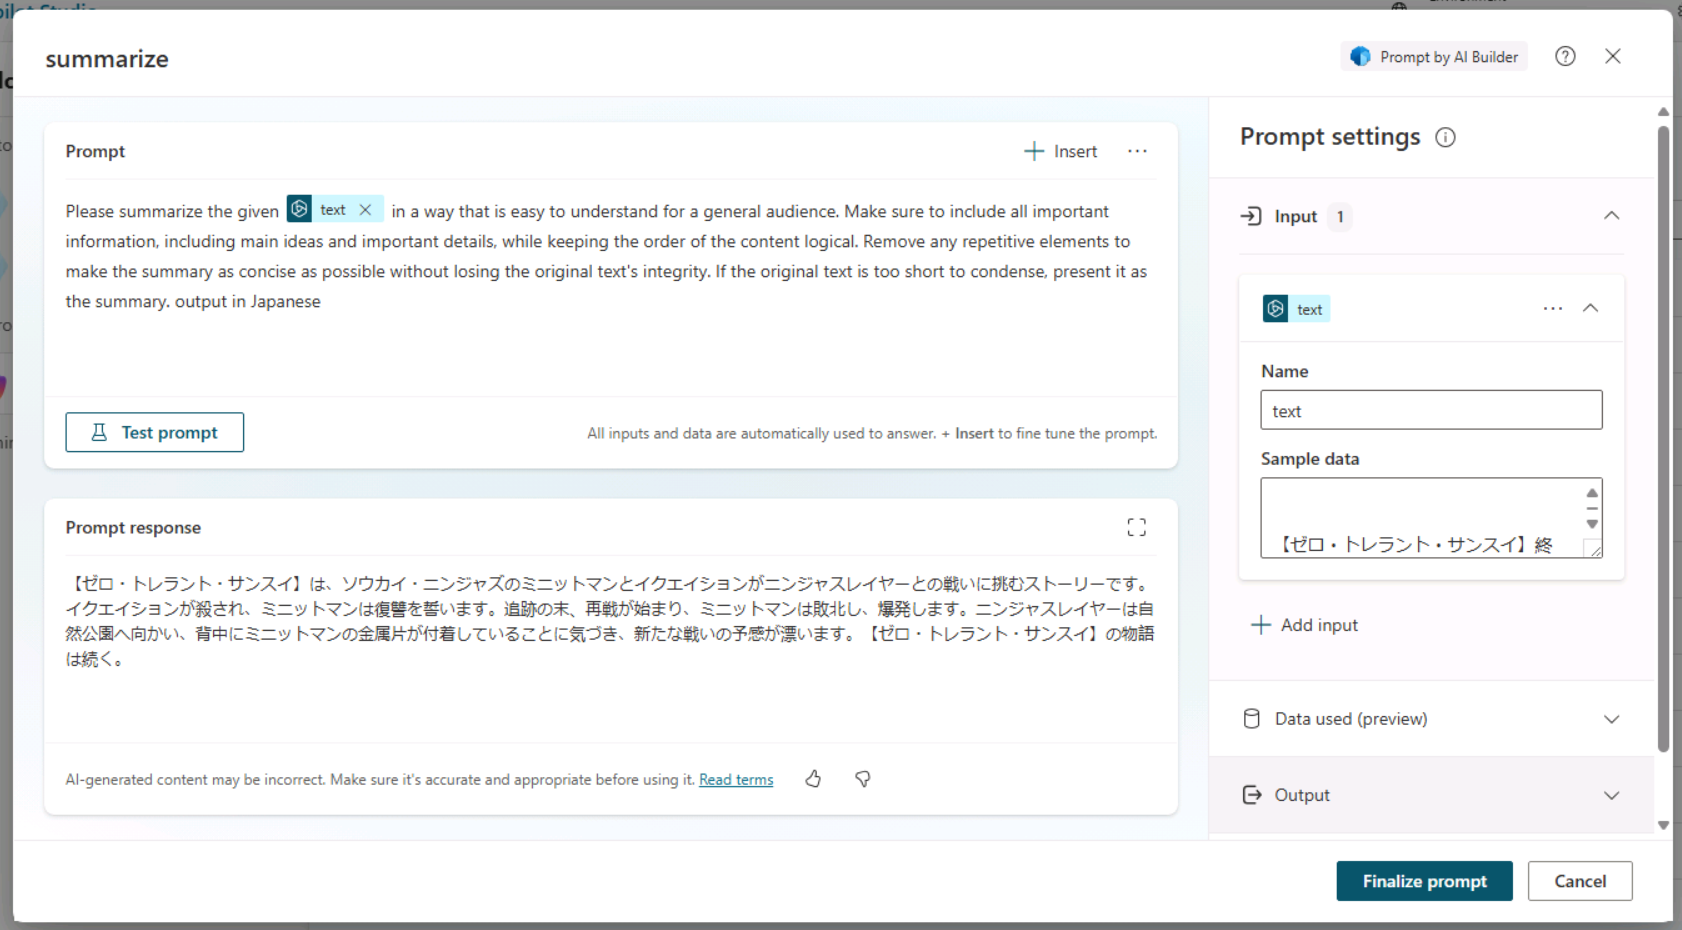 summarize
Prompt by AI Builder
Prompt
Insert
Please summarize the given text in a way that is easy to understand for a general audience. Make sure to include all important
information, including main ideas and important details, while keeping the order of the content logical. Remove any repetitive elements to
make the summary as concise as possible without losing the original text's integrity. If the original text is too short to condense, present it as
the summary. output in Japanese
Test prompt
All inputs and data are automatically used to answer. + Insert to fine tune the prompt.
Prompt response
【ゼロ・トレラント・サンスイ】は、ソウカイ・ニンジャズのミニットマンとイクエイションがニンジャスレイヤーとの戦いに挑むストーリーです。
イクエイションが殺され、ミニットマンは復讐を誓います。追跡の末、再戦が始まり、ミニットマンは敗北し、爆発します。ニンジャスレイヤーは自
然公園へ向かい、背中にミニットマンの金属片が付着していることに気づき、新たな戦いの予感が漂います。【ゼロ・トレラント・サンスイ】の物語
は続く。
AI-generated content may be incorrect. Make sure it's accurate and appropriate before using it. Read terms
Prompt settings
Input 1
text
Name
text
Sample data
【ゼロ・トレラント・サンスイ】終
Add input
Data used (preview)
Output
Finalize prompt
Cancel